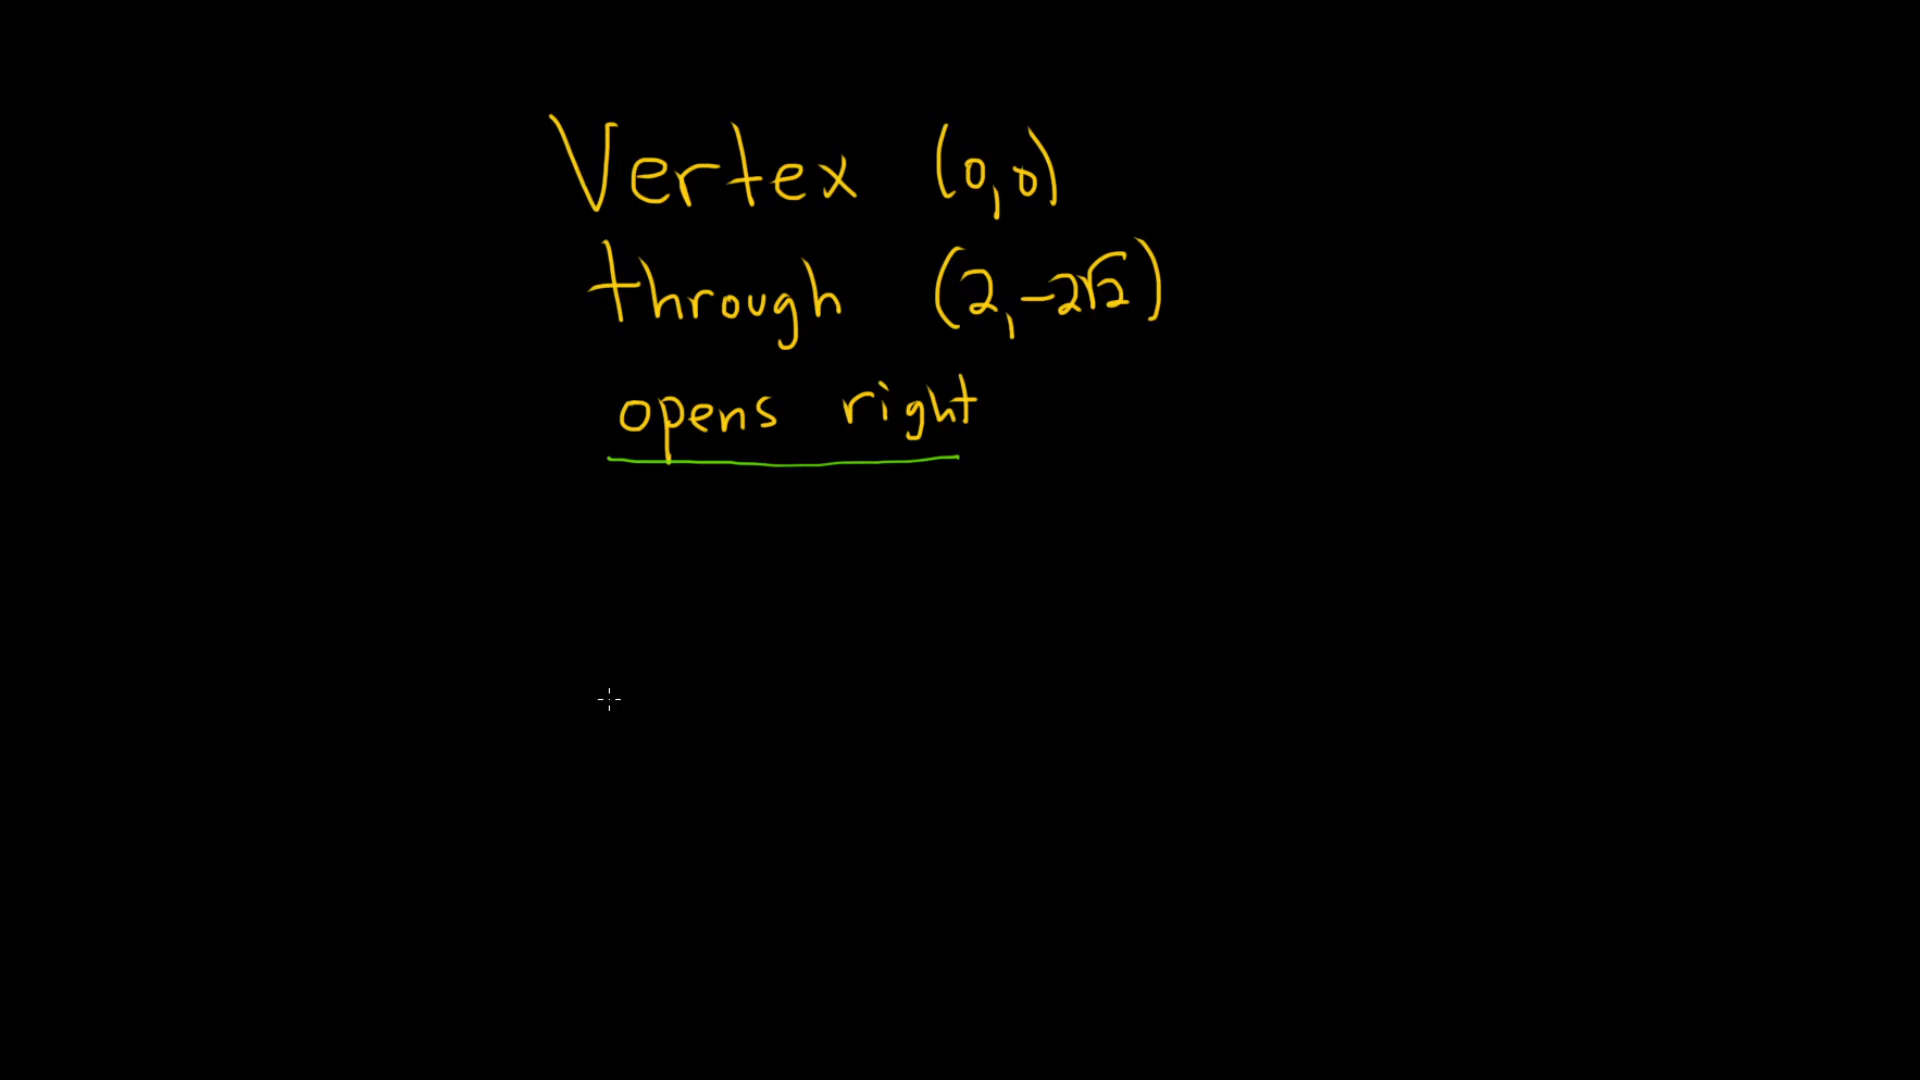 Vertex (0,0)
through (2,-2√2)
opens right